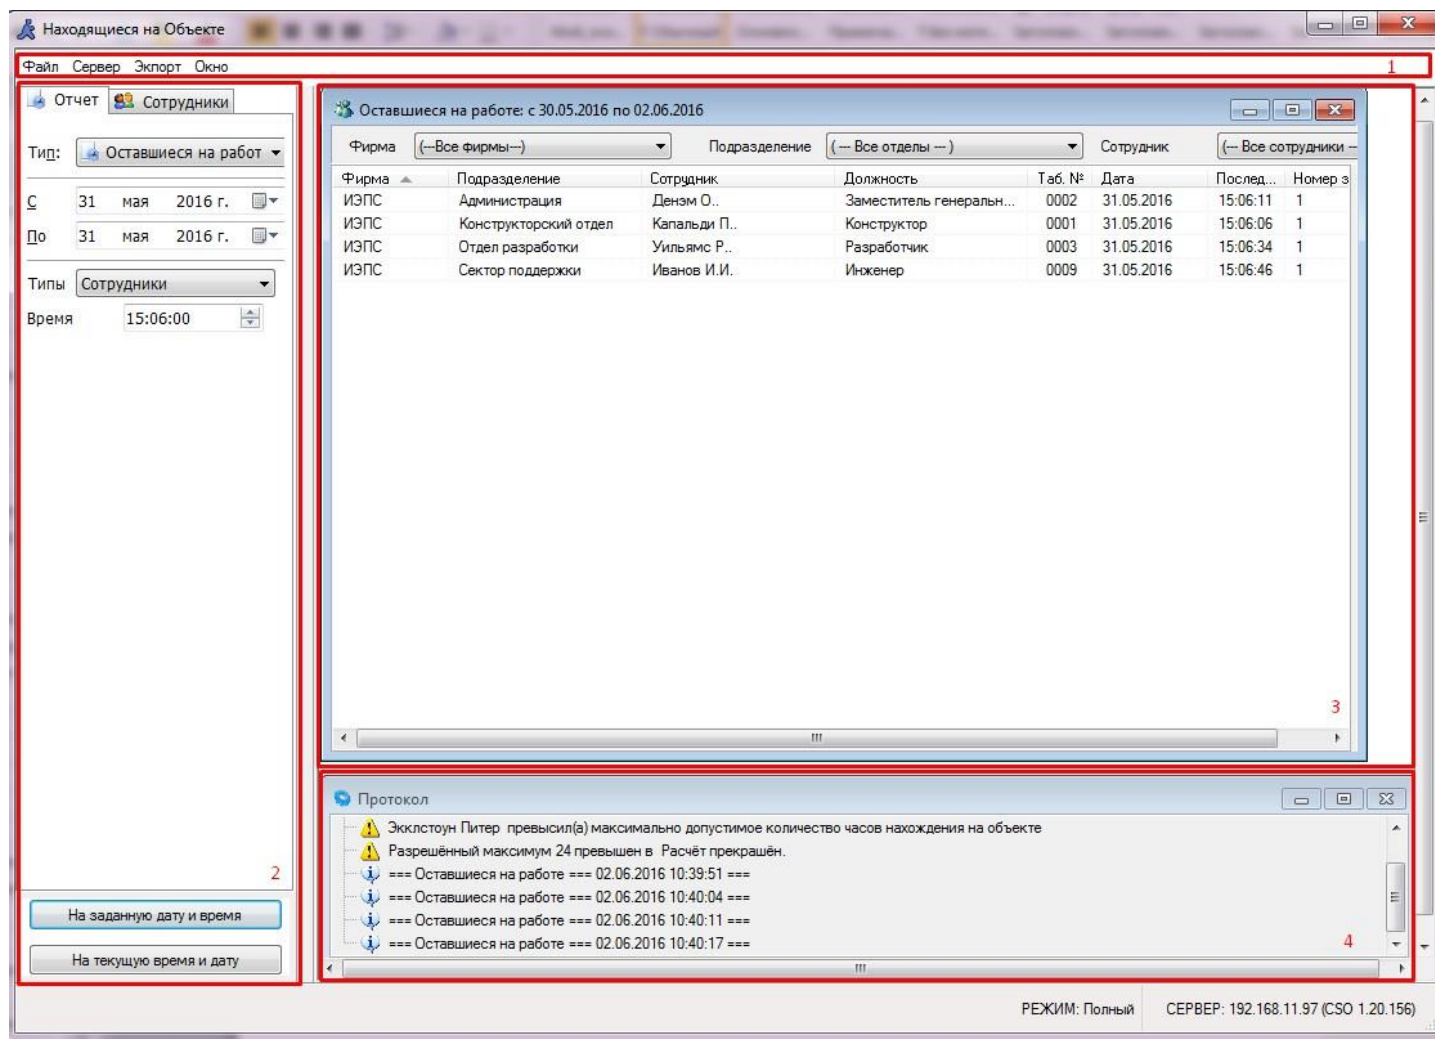 Находящиеся на Объекте
Файл Сервер Экпорт Окно
1
Отчет Сотрудники
Тип: Оставшиеся на работ
С 31 мая 2016 г.
По 31 мая 2016 г.
Типы Сотрудники
Время 15:06:00
2
На заданную дату и время
На текущую время и дату
Оставшиеся на работе: с 30.05.2016 по 02.06.2016
Фирма (---Все фирмы---) Подразделение ( --- Все отделы --- ) Сотрудник (--- Все сотрудники --
Фирма Подразделение Сотрудник Должность Таб. № Дата Послед... Номер з
ИЭПС Администрация Денэм О.. Заместитель генеральн... 0002 31.05.2016 15:06:11 1
ИЭПС Конструкторский отдел Капальди П.. Конструктор 0001 31.05.2016 15:06:06 1
ИЭПС Отдел разработки Уильямс Р.. Разработчик 0003 31.05.2016 15:06:34 1
ИЭПС Сектор поддержки Иванов И.И. Инженер 0009 31.05.2016 15:06:46 1
3
Протокол
Экклстоун Питер превысил(а) максимально допустимое количество часов нахождения на объекте
Разрешённый максимум 24 превышен в Расчёт прекрашён.
=== Оставшиеся на работе === 02.06.2016 10:39:51 ===
=== Оставшиеся на работе === 02.06.2016 10:40:04 ===
=== Оставшиеся на работе === 02.06.2016 10:40:11 ===
=== Оставшиеся на работе === 02.06.2016 10:40:17 ===
4
РЕЖИМ: Полный СЕРВЕР: 192.168.11.97 (CSO 1.20.156)